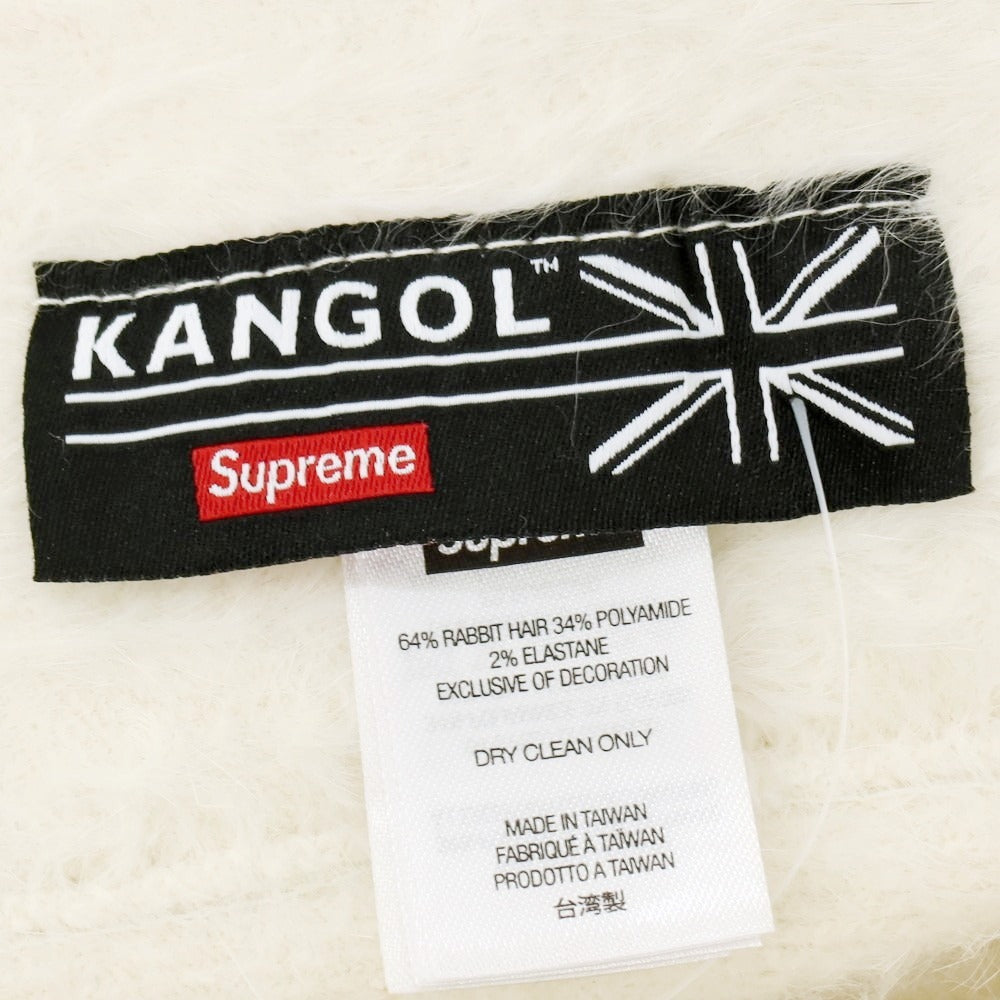 KANGOL™
Supreme
Supreme
64% RABBIT HAIR 34% POLYAMIDE
2% ELASTANE
EXCLUSIVE OF DECORATION
DRY CLEAN ONLY
MADE IN TAIWAN
FABRIQUÉ À TAÏWAN
PRODOTTO A TAIWAN
台湾製